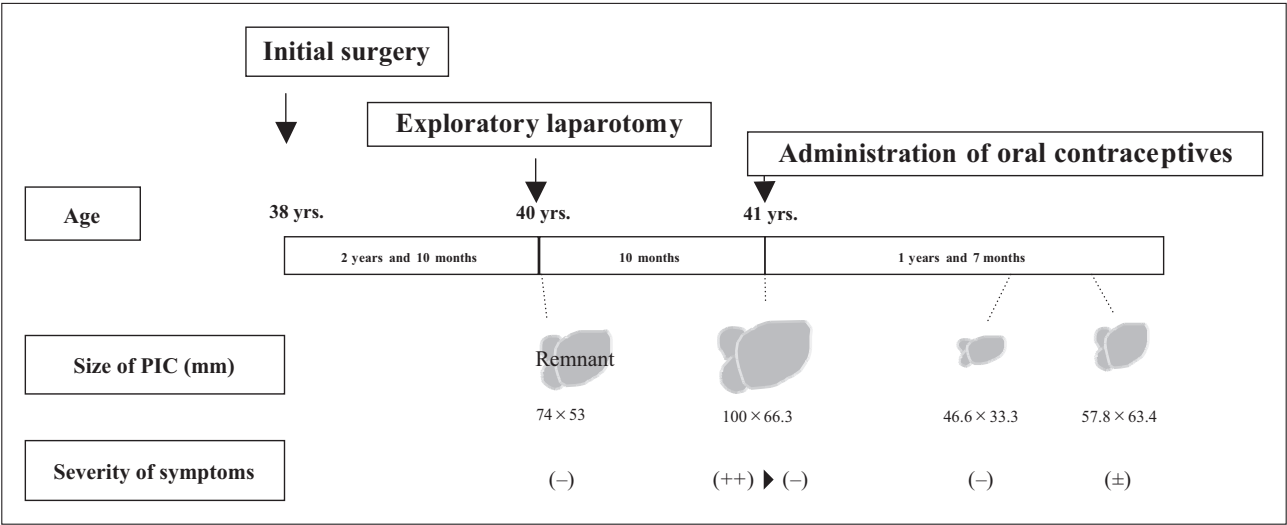 Initial surgery
Exploratory laparotomy
Administration of oral contraceptives
Age
38 yrs.
40 yrs.
41 yrs.
2 years and 10 months
10 months
1 years and 7 months
Size of PIC (mm)
Remnant
74 × 53
100 × 66.3
46.6 × 33.3
57.8 × 63.4
Severity of symptoms
(–)
(++) ▶ (–)
(–)
(±)